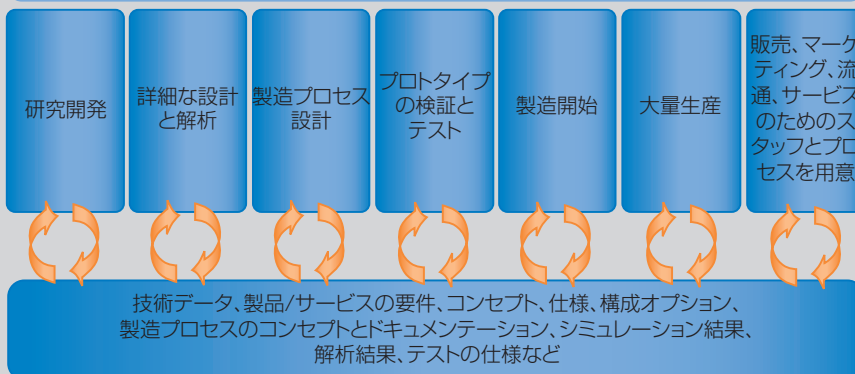 研究開発
詳細な設計
と解析
製造プロセス
設計
プロトタイプ
の検証と
テスト
製造開始
大量生産
販売、マーケ
ティング、流
通、サービス
のためのス
タッフとプロ
セスを用意
技術データ、製品/サービスの要件、コンセプト、仕様、構成オプション、
製造プロセスのコンセプトとドキュメンテーション、シミュレーション結果、
解析結果、テストの仕様など